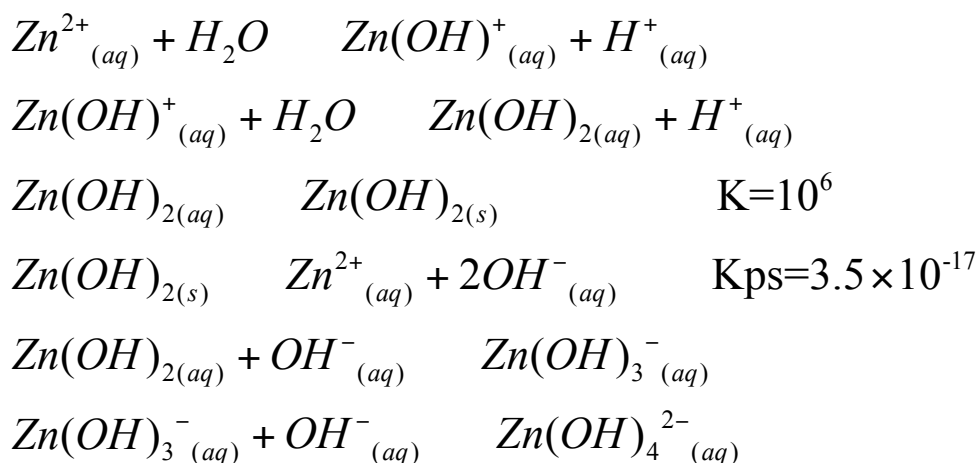 Zn²⁺₍aq₎ + H₂O Zn(OH)⁺₍aq₎ + H⁺₍aq₎
Zn(OH)⁺₍aq₎ + H₂O Zn(OH)₂₍aq₎ + H⁺₍aq₎
Zn(OH)₂₍aq₎ Zn(OH)₂₍s₎ K=10⁶
Zn(OH)₂₍s₎ Zn²⁺₍aq₎ + 2OH⁻₍aq₎ Kps=3.5×10⁻¹⁷
Zn(OH)₂₍aq₎ + OH⁻₍aq₎ Zn(OH)₃⁻₍aq₎
Zn(OH)₃⁻₍aq₎ + OH⁻₍aq₎ Zn(OH)₄²⁻₍aq₎